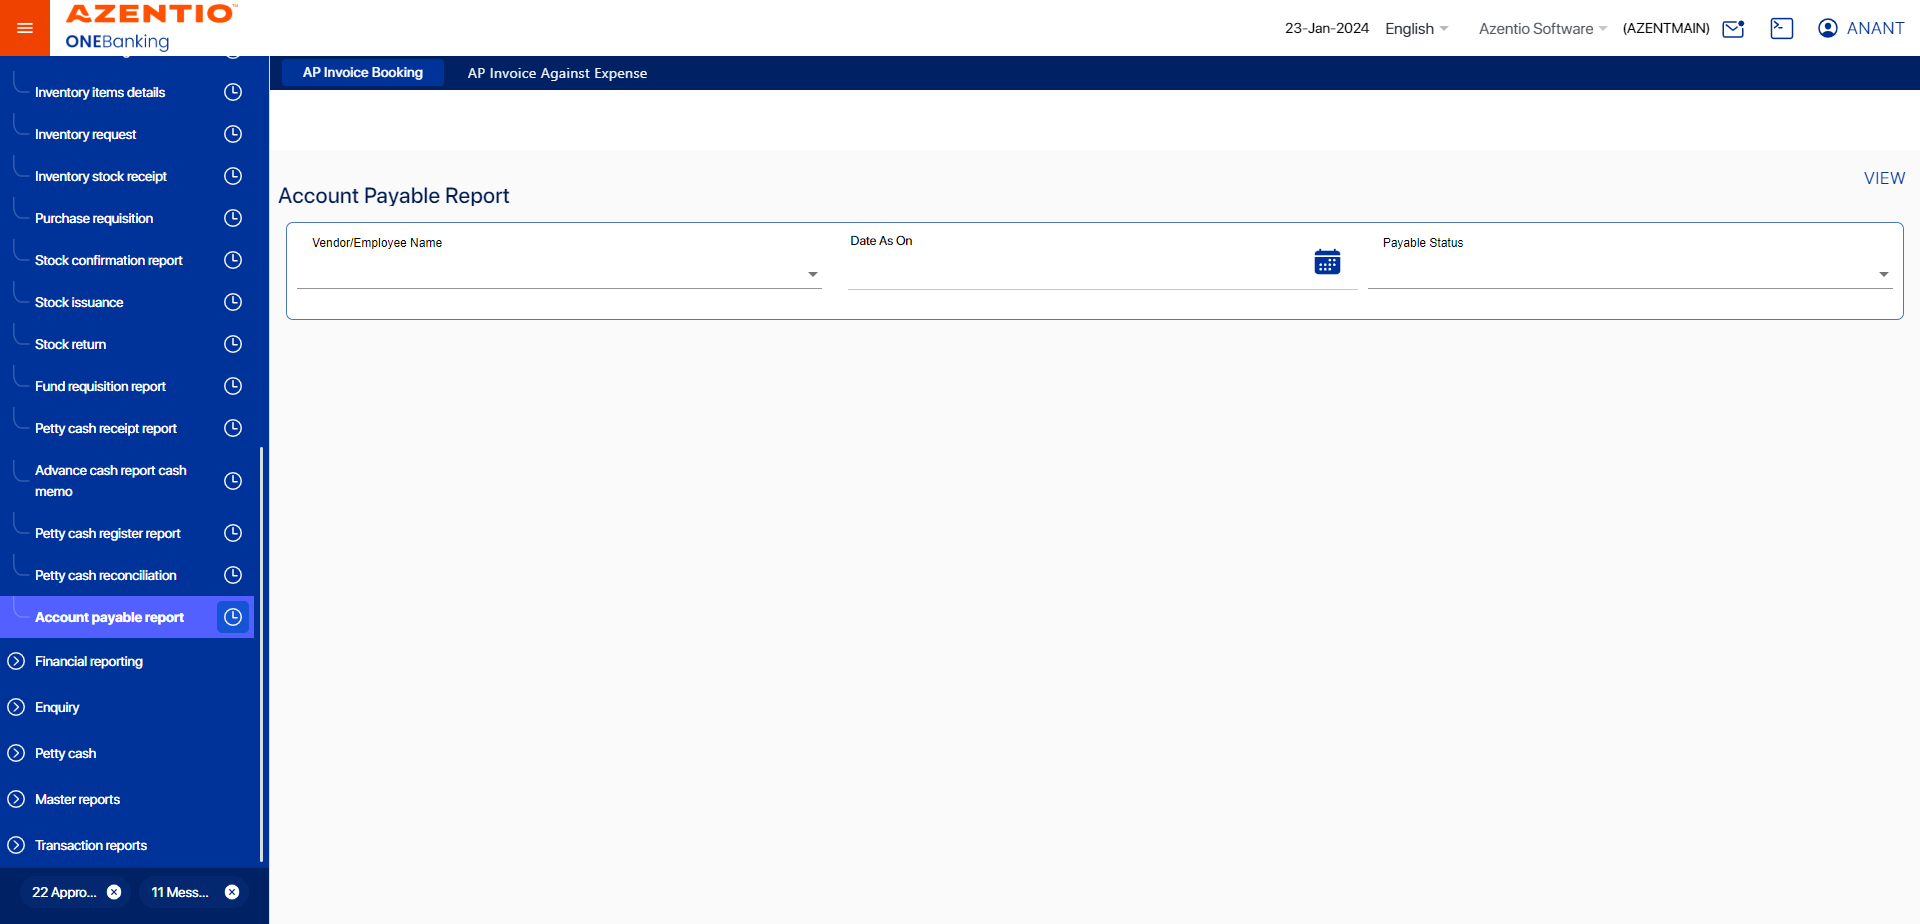 AZENTIO™
ONEBanking
23-Jan-2024 English Azentio Software (AZENTMAIN) ANANT
AP Invoice Booking AP Invoice Against Expense
Inventory items details
Inventory request
Inventory stock receipt
Purchase requisition
Stock confirmation report
Stock issuance
Stock return
Fund requisition report
Petty cash receipt report
Advance cash report cash
memo
Petty cash register report
Petty cash reconciliation
Account payable report
Financial reporting
Enquiry
Petty cash
Master reports
Transaction reports
22 Appro... 11 Mess...
VIEW
Account Payable Report
Vendor/Employee Name Date As On Payable Status